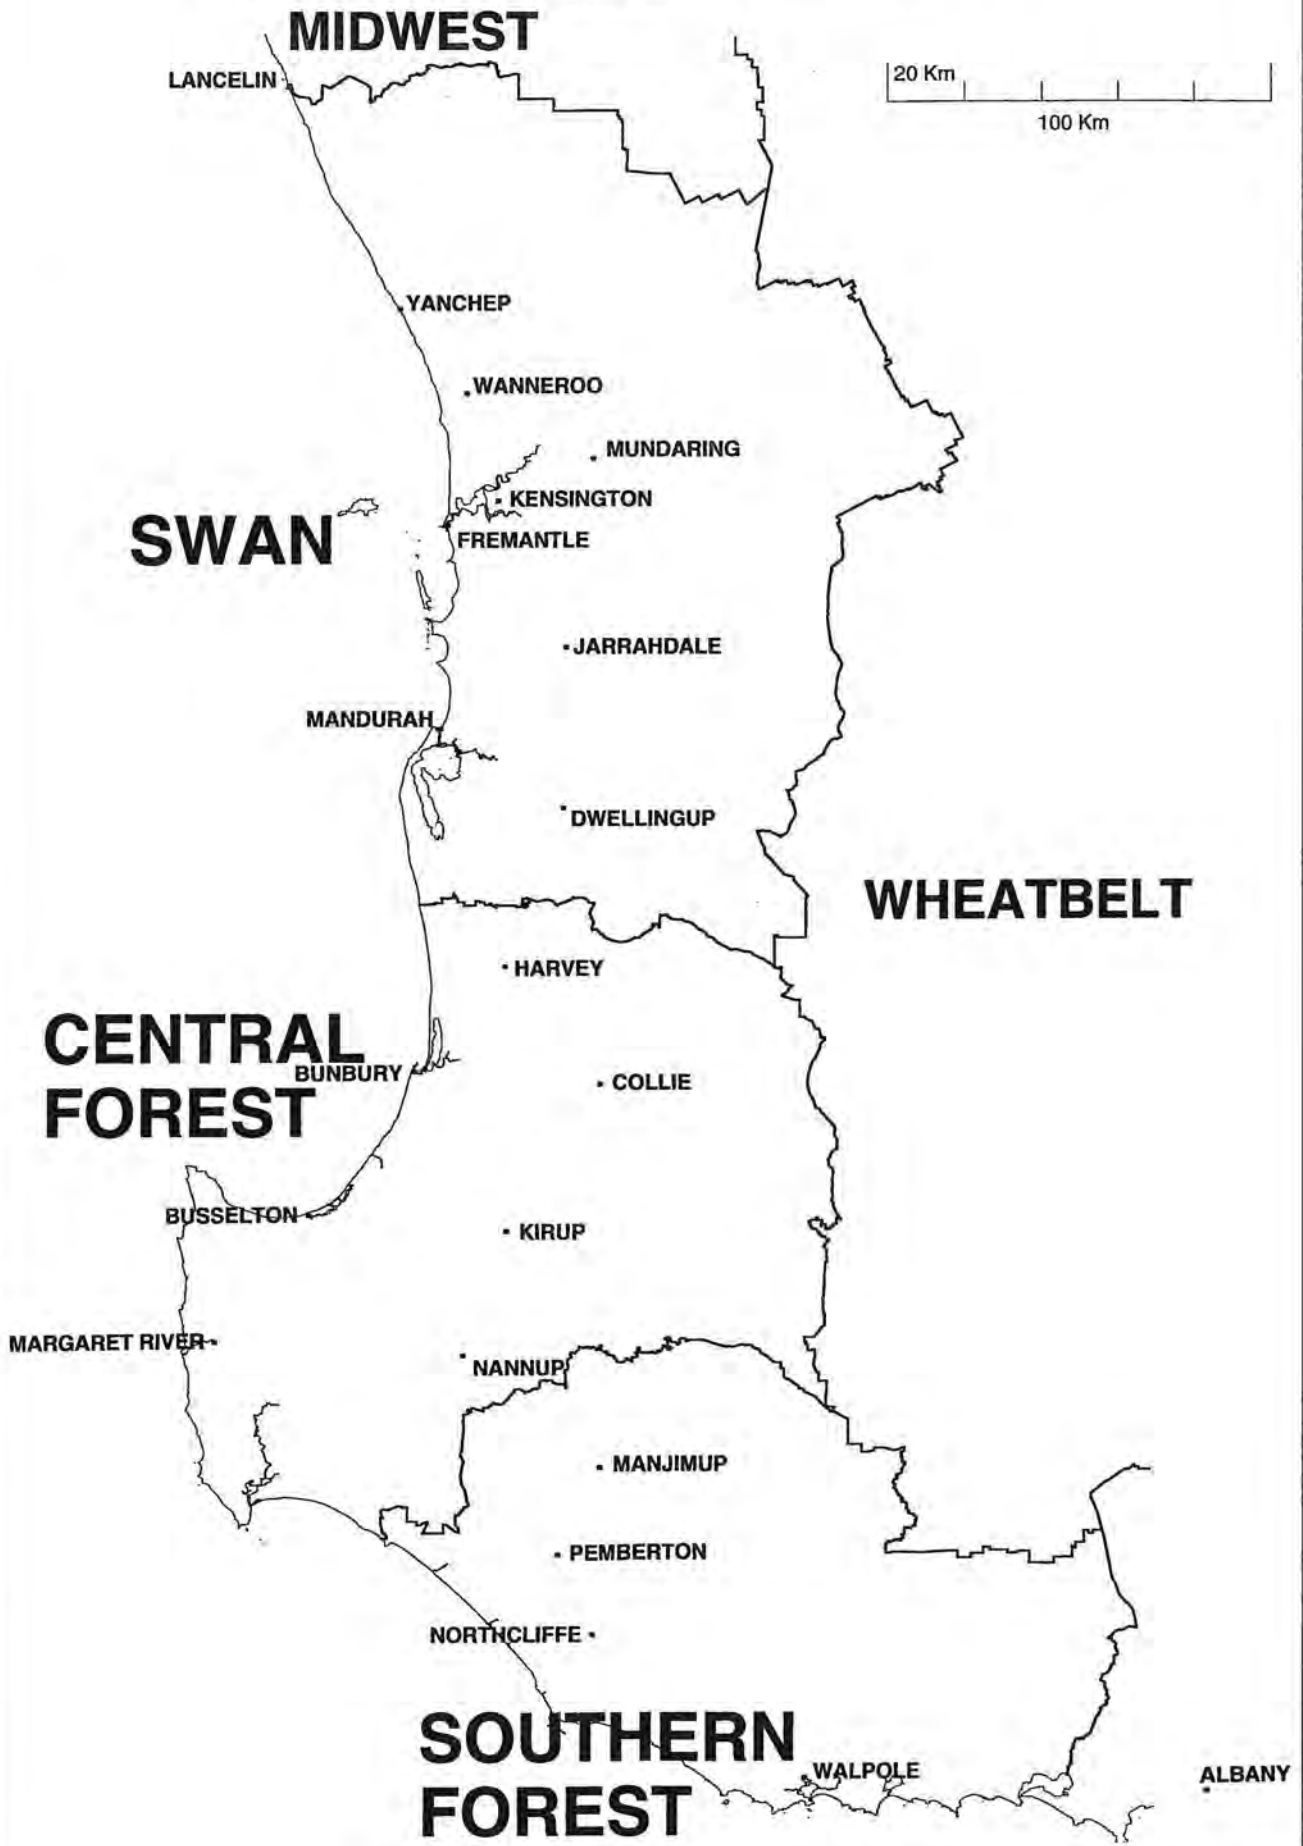 MIDWEST
LANCELIN
20 Km
100 Km
YANCHEP
WANNEROO
MUNDARING
KENSINGTON
SWAN
FREMANTLE
JARRAHDALE
MANDURAH
DWELLINGUP
WHEATBELT
HARVEY
CENTRAL
FOREST
BUNBURY
COLLIE
BUSSELTON
KIRUP
MARGARET RIVER
NANNUP
MANJIMUP
PEMBERTON
NORTHCLIFFE
SOUTHERN
FOREST
WALPOLE
ALBANY